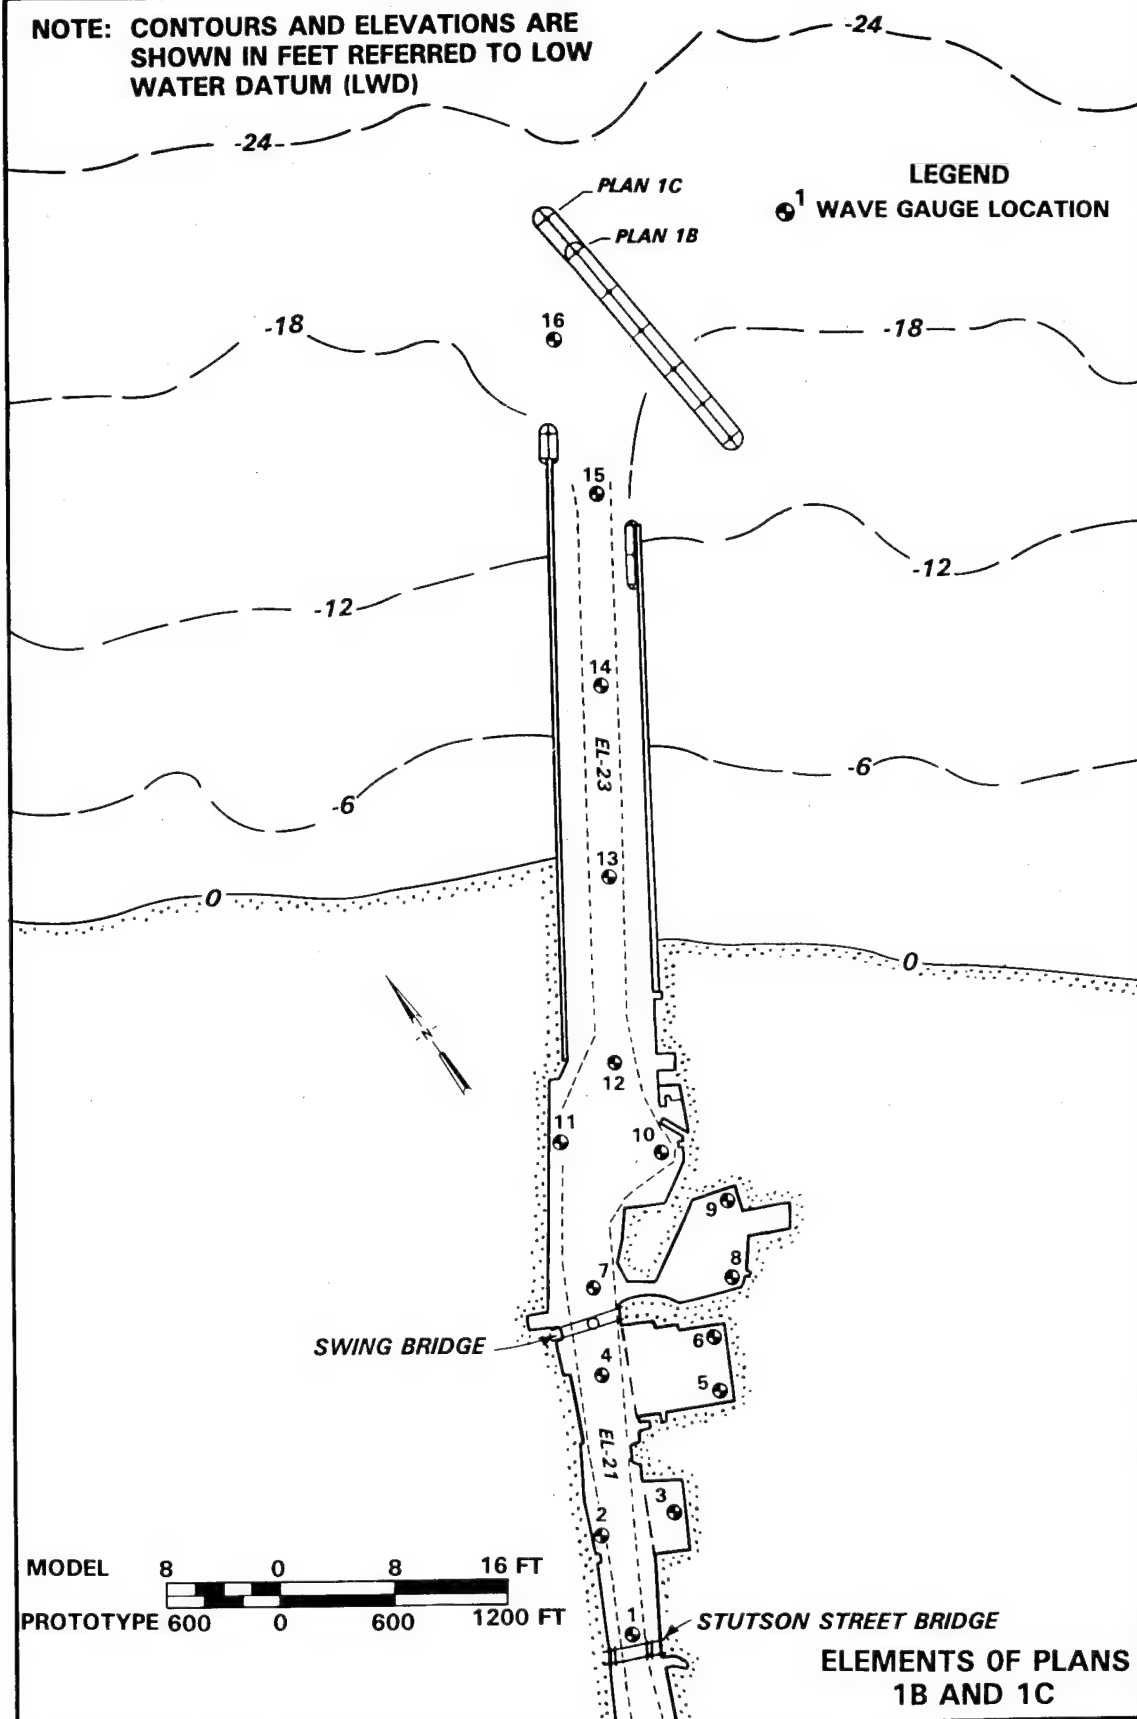 NOTE: CONTOURS AND ELEVATIONS ARE
SHOWN IN FEET REFERRED TO LOW
WATER DATUM (LWD)
-24
-24-
LEGEND
1 WAVE GAUGE LOCATION
PLAN 1C
PLAN 1B
16
-18
-18
15
-12
-12
14
EL-23
-6
-6
13
0
0
N
12
11
10
9
8
7
SWING BRIDGE
6
4
5
EL-21
3
2
MODEL 8 0 8 16 FT
PROTOTYPE 600 0 600 1200 FT
1
STUTSON STREET BRIDGE
ELEMENTS OF PLANS
1B AND 1C